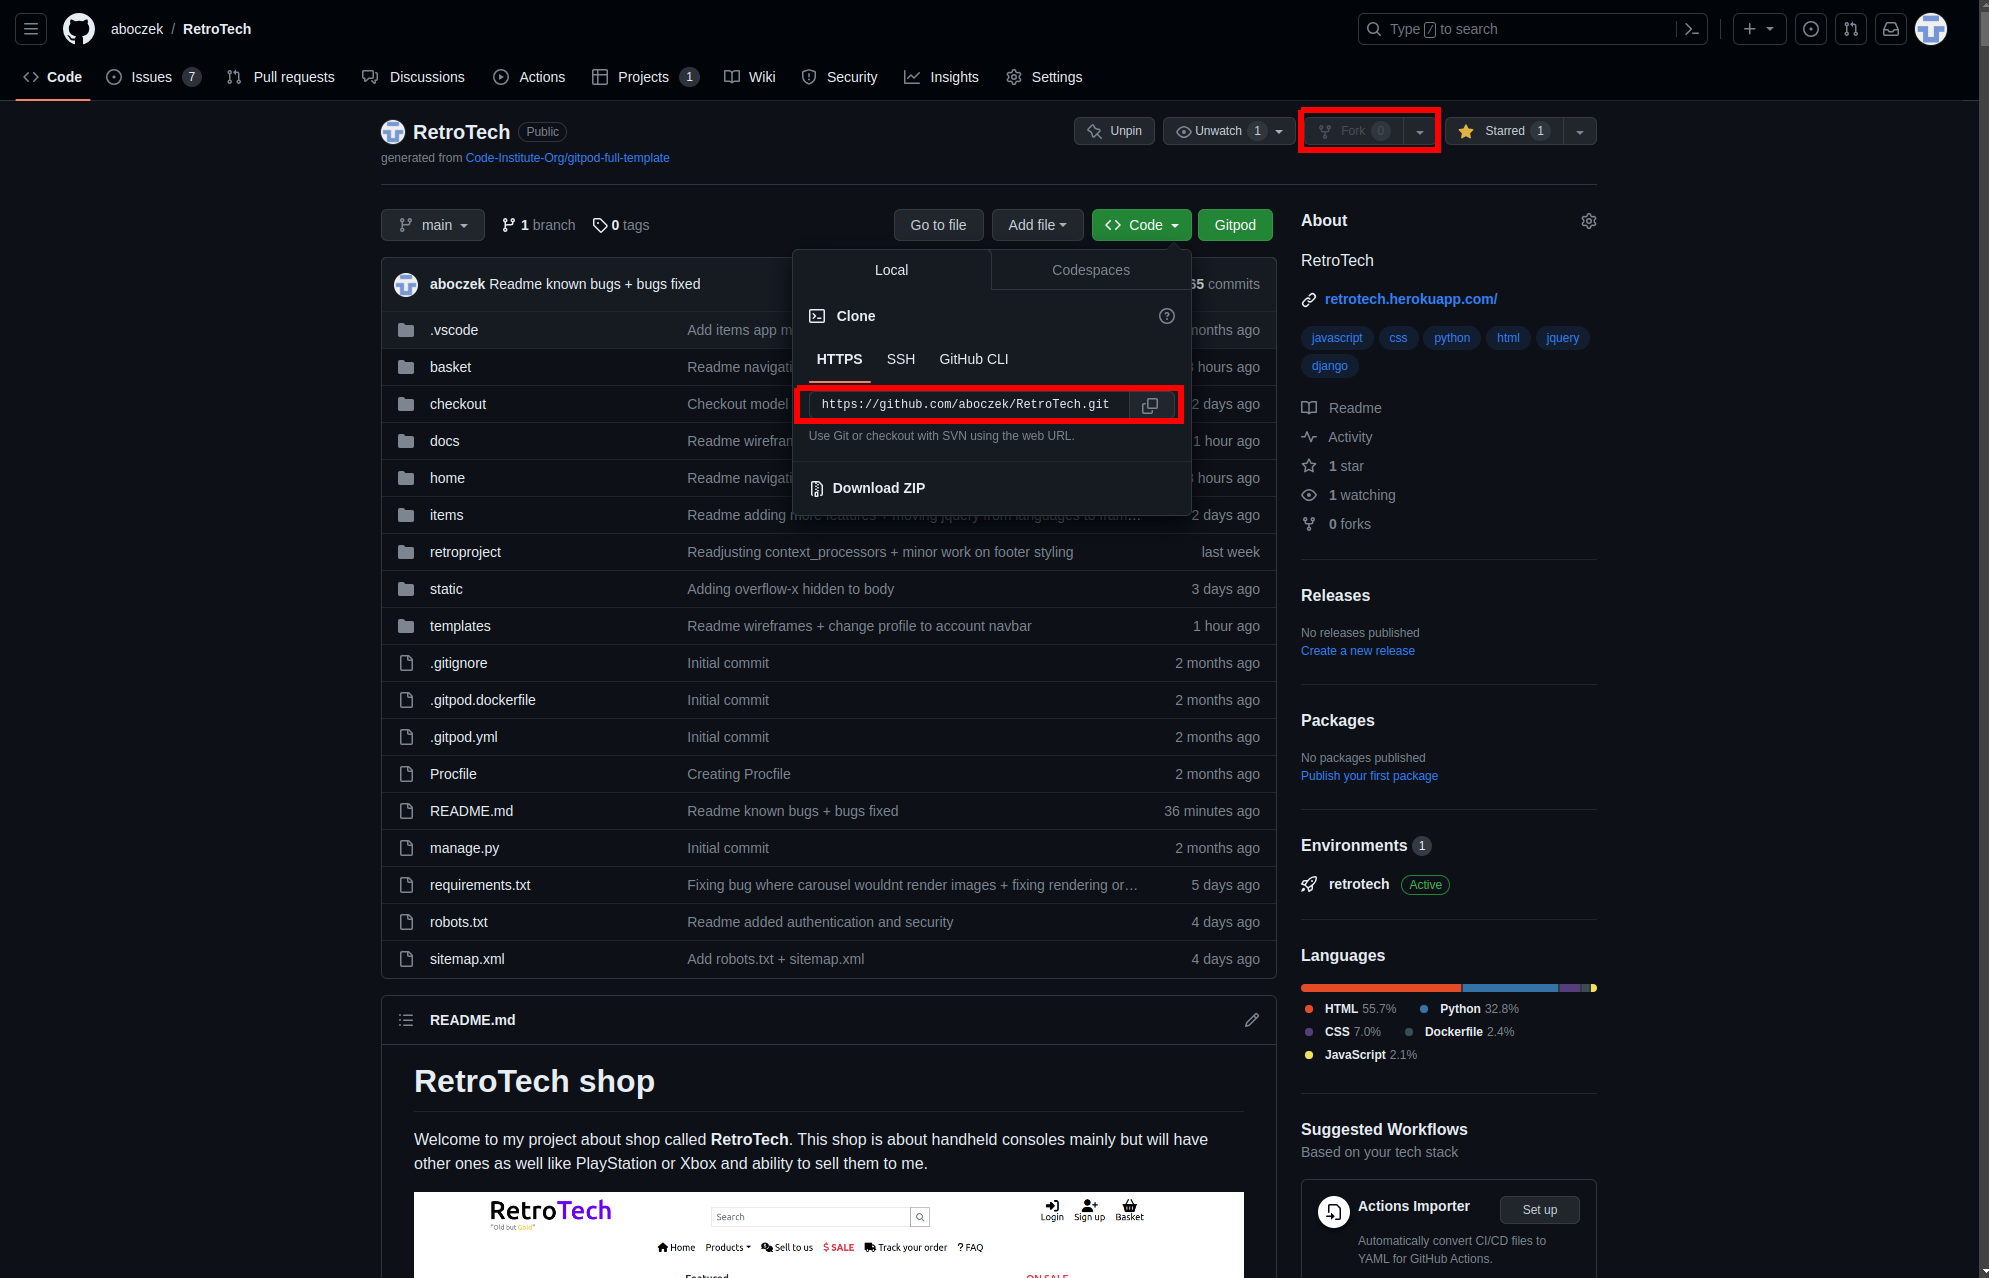 aboczek / RetroTech
Type / to search
Code
Issues 7
Pull requests
Discussions
Actions
Projects 1
Wiki
Security
Insights
Settings
RetroTech Public
Unpin
Unwatch 1
Fork 0
Starred 1
generated from Code-Institute-Org/gitpod-full-template
main
1 branch
0 tags
Go to file
Add file
Code
Gitpod
Local
Codespaces
Clone
HTTPS
SSH
GitHub CLI
https://github.com/aboczek/RetroTech.git
Use Git or checkout with SVN using the web URL.
Download ZIP
aboczek Readme known bugs + bugs fixed
commits
.vscode Add items app months ago
basket Readme hours ago
checkout Checkout model 2 days ago
docs Readme 1 hour ago
home Readme hours ago
items Readme adding more features + moving jquery from languages to 2 days ago
retroproject Readjusting context_processors + minor work on footer styling last week
static Adding overflow-x hidden to body 3 days ago
templates Readme wireframes + change profile to account navbar 1 hour ago
.gitignore Initial commit 2 months ago
.gitpod.dockerfile Initial commit 2 months ago
.gitpod.yml Initial commit 2 months ago
Procfile Creating Procfile 2 months ago
README.md Readme known bugs + bugs fixed 36 minutes ago
manage.py Initial commit 2 months ago
requirements.txt Fixing bug where carousel wouldnt render images + fixing rendering or… 5 days ago
robots.txt Readme added authentication and security 4 days ago
sitemap.xml Add robots.txt + sitemap.xml 4 days ago
README.md
RetroTech shop
Welcome to my project about shop called RetroTech. This shop is about handheld consoles mainly but will have
other ones as well like PlayStation or Xbox and ability to sell them to me.
RetroTech
"Old but Gold"
Search
Login
Sign up
Basket
Home
Products
Sell to us
$ SALE
Track your order
? FAQ
Featured
ON SALE
About
RetroTech
retrotech.herokuapp.com/
javascript css python html jquery
django
Readme
Activity
1 star
1 watching
0 forks
Releases
No releases published
Create a new release
Packages
No packages published
Publish your first package
Environments 1
retrotech Active
Languages
HTML 55.7% Python 32.8%
CSS 7.0% Dockerfile 2.4%
JavaScript 2.1%
Suggested Workflows
Based on your tech stack
Actions Importer
Set up
Automatically convert CI/CD files to
YAML for GitHub Actions.